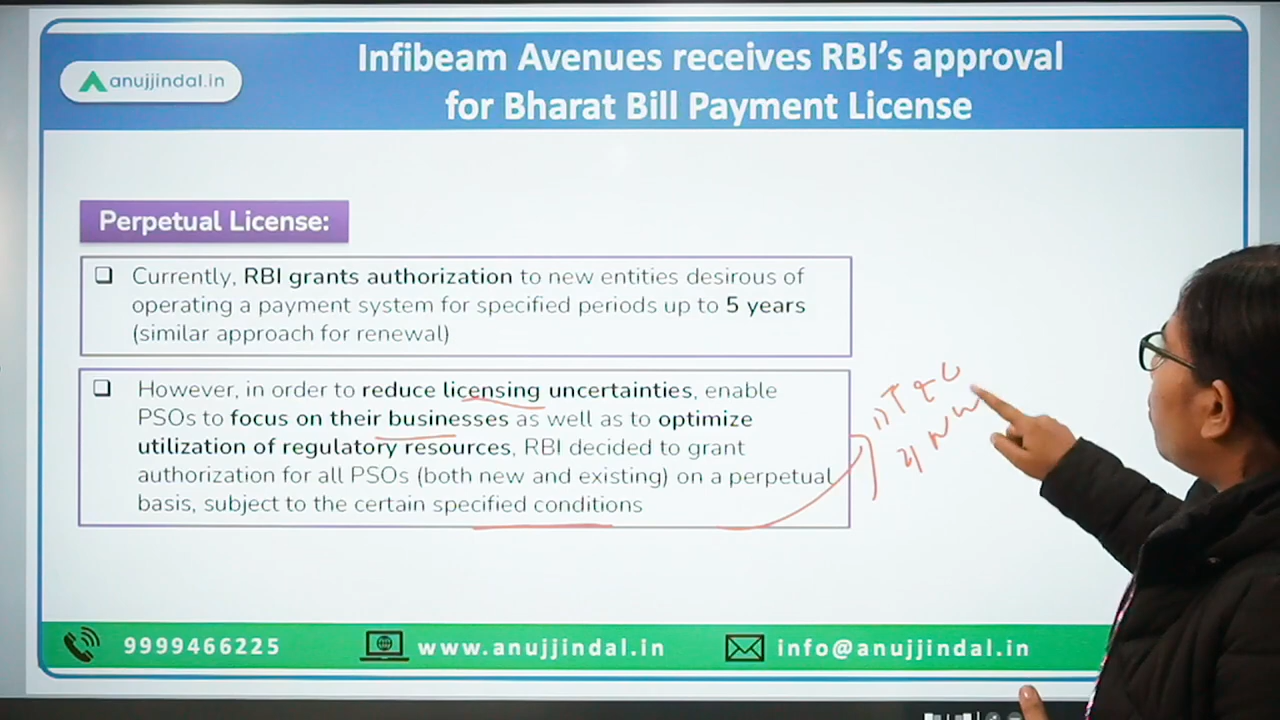 Infibeam Avenues receives RBI's approval
for Bharat Bill Payment License
anujjindal.in
Perpetual License:
Currently, RBI grants authorization to new entities desirous of
operating a payment system for specified periods up to 5 years
(similar approach for renewal)
However, in order to reduce licensing uncertainties, enable
PSOs to focus on their businesses as well as to optimize
utilization of regulatory resources, RBI decided to grant
authorization for all PSOs (both new and existing) on a perpetual
basis, subject to the certain specified conditions
1) T & C
2) N W
9999466225
www.anujjindal.in
info@anujjindal.in